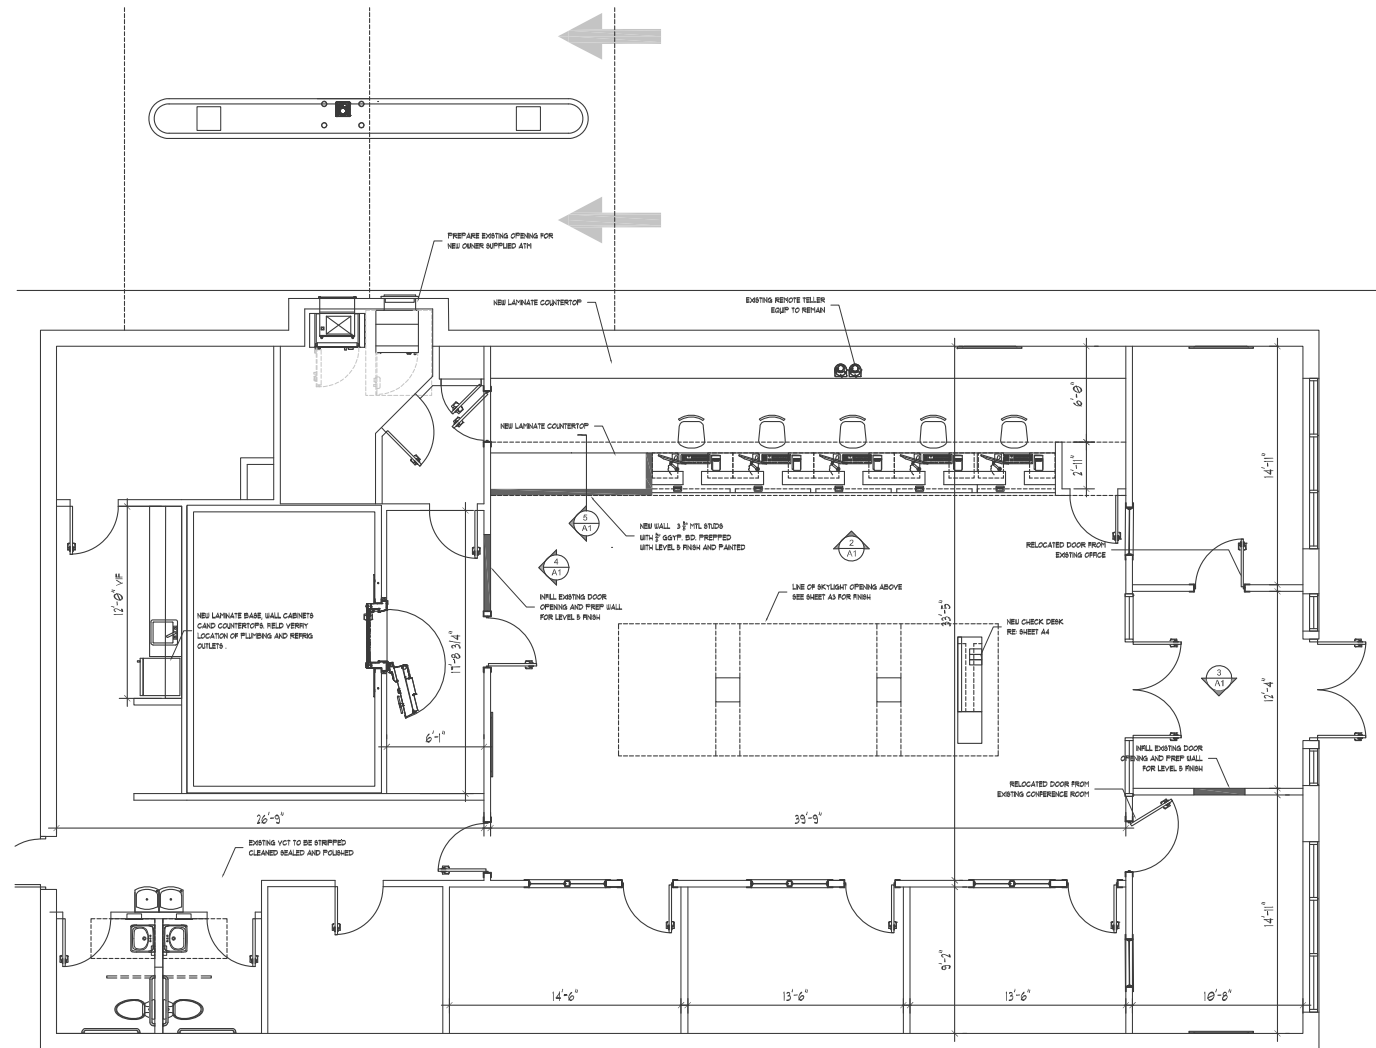 PREPARE EXISTING OPENING FOR
NEW OWNER SUPPLIED ATM
NEW LAMINATE COUNTERTOP
EXISTING REMOTE TELLER
EQUIP TO REMAIN
6'-0"
NEW LAMINATE COUNTERTOP
2'-11"
14'-11"
5
A1
NEW WALL 3 5/8" MTL STUDS
WITH 5/8" GGYP. BD. PREPPED
WITH LEVEL 5 FINISH AND PAINTED
2
A1
RELOCATED DOOR FROM
EXISTING OFFICE
4
A1
12'-0" VIF
INFILL EXISTING DOOR
OPENING AND PREP WALL
FOR LEVEL 5 FINISH
LINE OF SKYLIGHT OPENING ABOVE
SEE SHEET A3 FOR FINISH
33'-5"
NEW LAMINATE BASE, WALL CABINETS
CAND COUNTERTOPS. FIELD VERIFY
LOCATION OF PLUMBING AND REFRIG
OUTLETS .
NEW CHECK DESK
RE: SHEET A4
17'-8 3/4"
3
A1
12'-4"
6'-1"
INFILL EXISTING DOOR
OPENING AND PREP WALL
FOR LEVEL 5 FINISH
RELOCATED DOOR FROM
EXISTING CONFERENCE ROOM
26'-9"
39'-9"
EXISTING VCT TO BE STRIPPED
CLEANED SEALED AND POLISHED
14'-11"
9'-2"
14'-6"
13'-6"
13'-6"
10'-8"